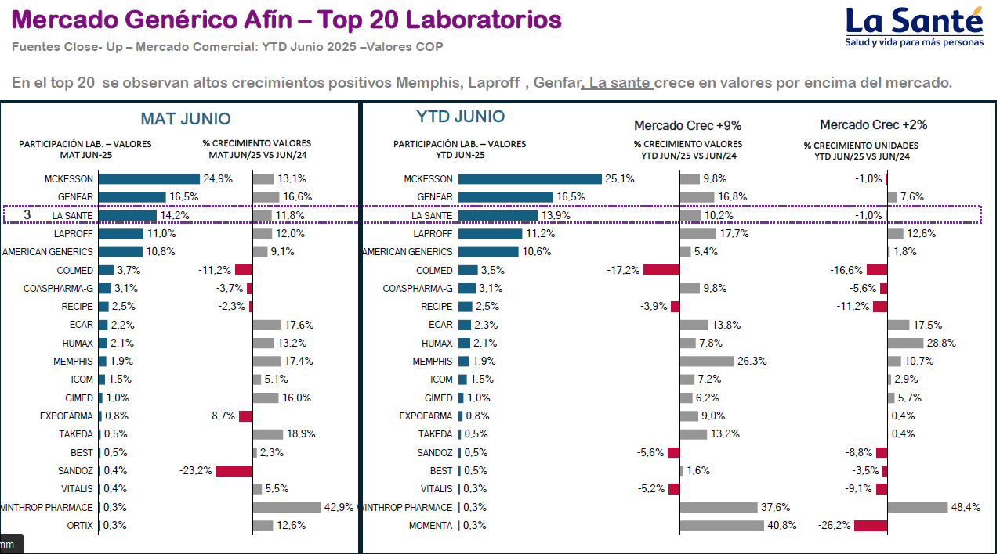 Mercado Genérico Afín – Top 20 Laboratorios
La Santé
Salud y vida para más personas
Fuentes Close- Up – Mercado Comercial: YTD Junio 2025 –Valores COP
En el top 20 se observan altos crecimientos positivos Memphis, Laproff , Genfar, La sante crece en valores por encima del mercado.
MAT JUNIO
PARTICIPACIÓN LAB. – VALORES
MAT JUN-25
% CRECIMIENTO VALORES
MAT JUN/25 VS JUN/24
MCKESSON 24,9% 13,1%
GENFAR 16,5% 16,6%
3 LA SANTE 14,2% 11,8%
LAPROFF 11,0% 12,0%
AMERICAN GENERICS 10,8% 9,1%
COLMED 3,7% -11,2%
COASPHARMA-G 3,1% -3,7%
RECIPE 2,5% -2,3%
ECAR 2,2% 17,6%
HUMAX 2,1% 13,2%
MEMPHIS 1,9% 17,4%
ICOM 1,5% 5,1%
GIMED 1,0% 16,0%
EXPOFARMA 0,8% -8,7%
TAKEDA 0,5% 18,9%
BEST 0,5% 2,3%
SANDOZ 0,4% -23,2%
VITALIS 0,4% 5,5%
WINTHROP PHARMACE 0,3% 42,9%
ORTIX 0,3% 12,6%
YTD JUNIO
Mercado Crec +9%
Mercado Crec +2%
PARTICIPACIÓN LAB. – VALORES
YTD JUN-25
% CRECIMIENTO VALORES
YTD JUN/25 VS JUN/24
% CRECIMIENTO UNIDADES
YTD JUN/25 VS JUN/24
MCKESSON 25,1% 9,8% -1,0%
GENFAR 16,5% 16,8% 7,6%
LA SANTE 13,9% 10,2% -1,0%
LAPROFF 11,2% 17,7% 12,6%
AMERICAN GENERICS 10,6% 5,4% 1,8%
COLMED 3,5% -17,2% -16,6%
COASPHARMA-G 3,1% 9,8% -5,6%
RECIPE 2,5% -3,9% -11,2%
ECAR 2,3% 13,8% 17,5%
HUMAX 2,1% 7,8% 28,8%
MEMPHIS 1,9% 26,3% 10,7%
ICOM 1,5% 7,2% 2,9%
GIMED 1,0% 6,2% 5,7%
EXPOFARMA 0,8% 9,0% 0,4%
TAKEDA 0,5% 13,2% 0,4%
SANDOZ 0,5% -5,6% -8,8%
BEST 0,5% 1,6% -3,5%
VITALIS 0,3% -5,2% -9,1%
WINTHROP PHARMACE 0,3% 37,6% 48,4%
MOMENTA 0,3% 40,8% -26,2%
mm